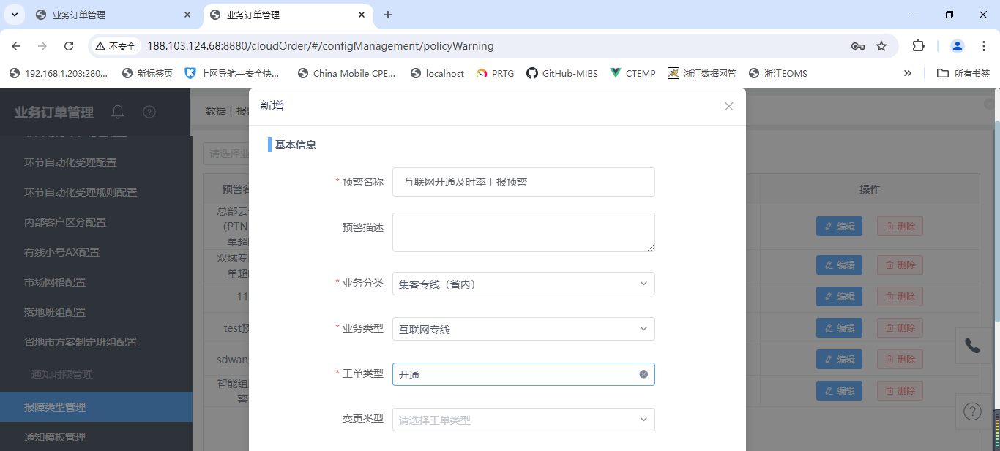 业务订单管理
业务订单管理
不安全
188.103.124.68:8880/cloudOrder/#/configManagement/policyWarning
192.168.1.203:280...
新标签页
上网导航—安全快...
China Mobile CPE...
localhost
PRTG
GitHub-MIBS
CTEMP
浙江数据网管
浙江EOMS
所有书签
业务订单管理
环节自动化受理配置
环节自动化受理规则配置
内部客户区分配置
有线小号AX配置
市场网格配置
落地班组配置
省地市方案制定班组配置
通知时限管理
报障类型管理
通知模板管理
数据上报
请选择业
预警名
总部云
（PTN
单超
双域专
单超
11
test预
sdwan
智能组
警
新增
基本信息
* 预警名称
互联网开通及时率上报预警
预警描述
* 业务分类
集客专线（省内）
* 业务类型
互联网专线
* 工单类型
开通
变更类型
请选择工单类型
操作
编辑 删除
编辑 删除
编辑 删除
编辑 删除
编辑 删除
编辑 删除